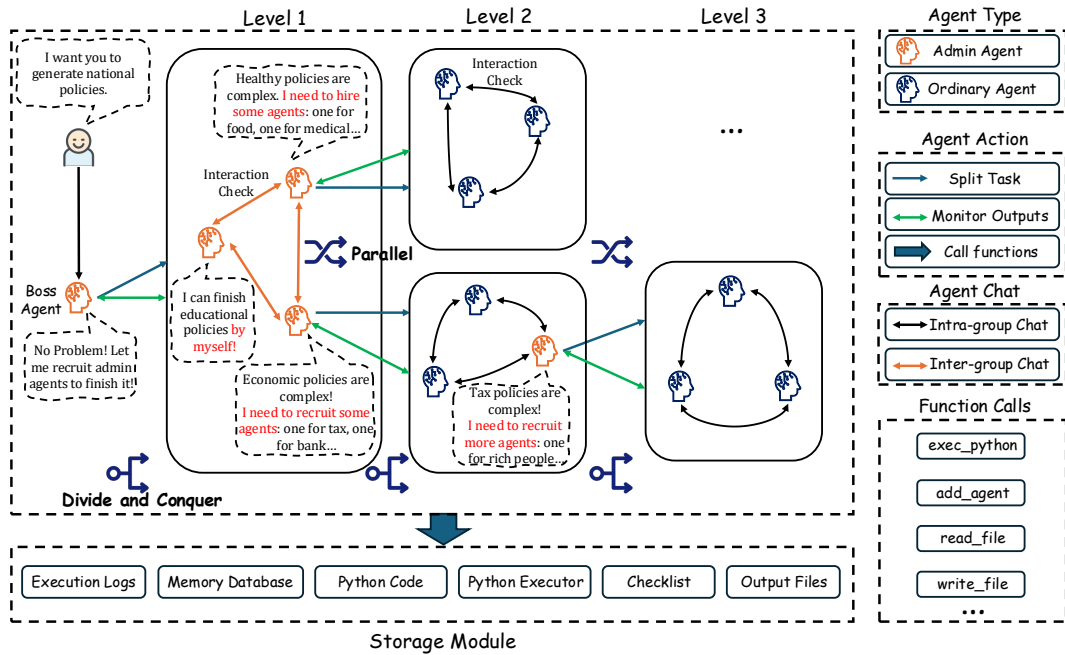 Level 1
Level 2
Level 3
I want you to
generate national
policies.
Boss
Agent
No Problem! Let
me recruit admin
agents to finish it!
Healthy policies are
complex. I need to hire
some agents: one for
food, one for medical...
Interaction
Check
I can finish
educational
policies by
myself!
Economic policies are
complex!
I need to recruit some
agents: one for tax, one
for bank...
Parallel
Divide and Conquer
Interaction
Check
Tax policies are
complex!
I need to recruit
more agents: one
for rich people...
...
Agent Type
Admin Agent
Ordinary Agent
Agent Action
Split Task
Monitor Outputs
Call functions
Agent Chat
Intra-group Chat
Inter-group Chat
Function Calls
exec_python
add_agent
read_file
write_file
...
Execution Logs
Memory Database
Python Code
Python Executor
Checklist
Output Files
Storage Module